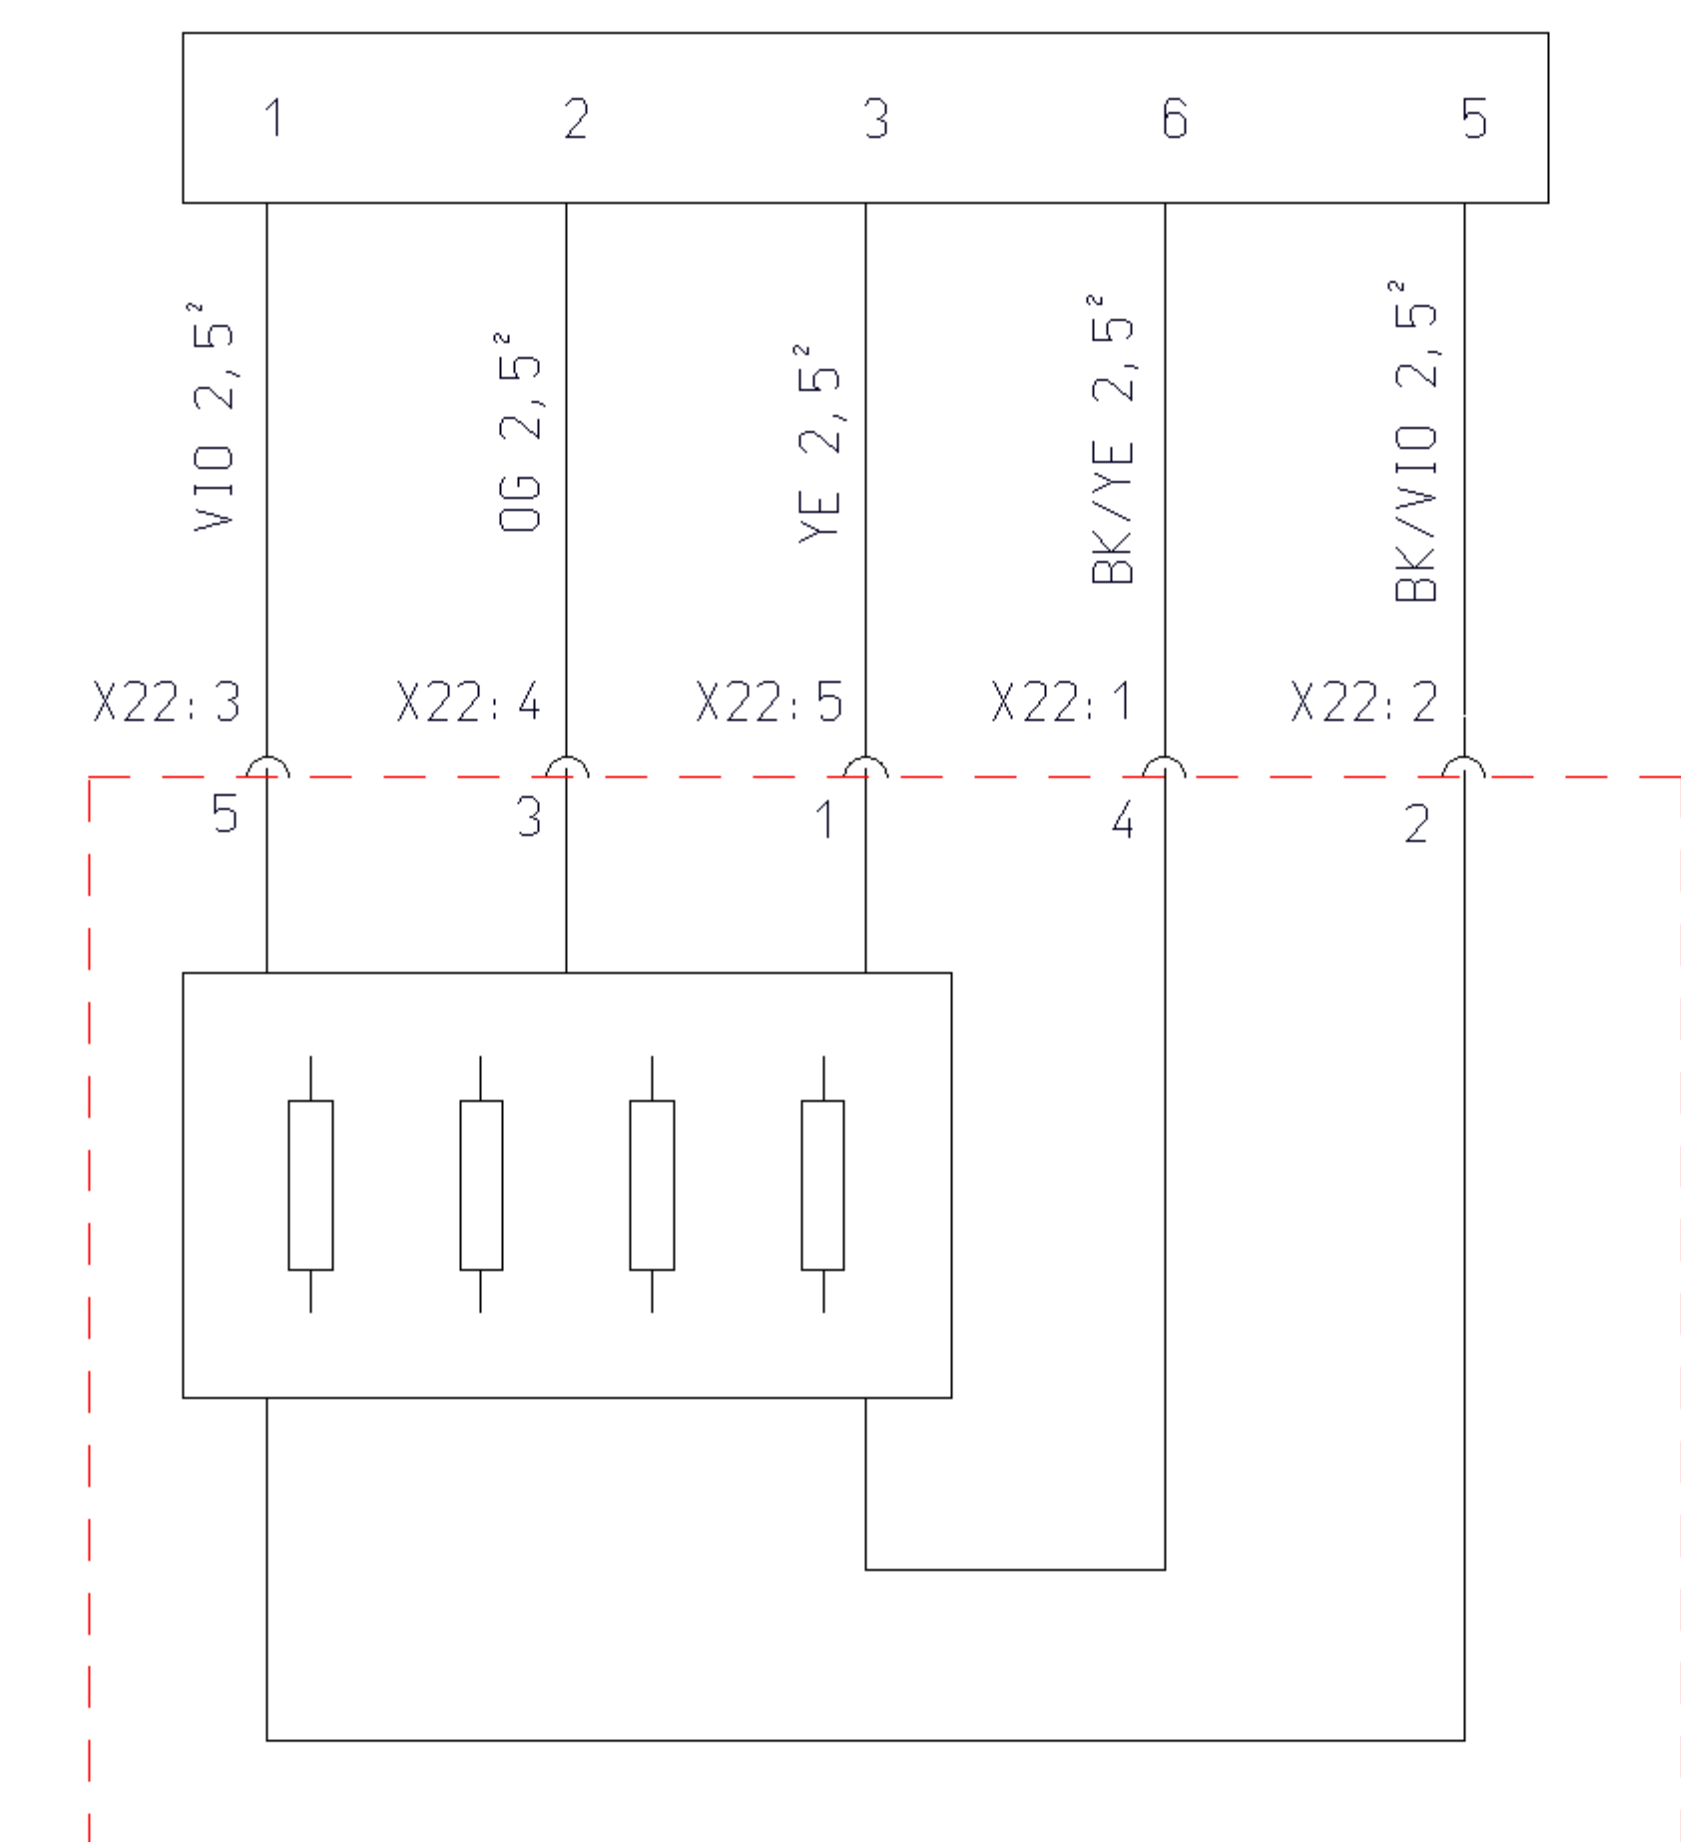 1 2 3 6 5
VIO 2,5²
OG 2,5²
YE 2,5²
BK/YE 2,5²
BK/VIO 2,5²
X22:3 X22:4 X22:5 X22:1 X22:2
5 3 1 4 2